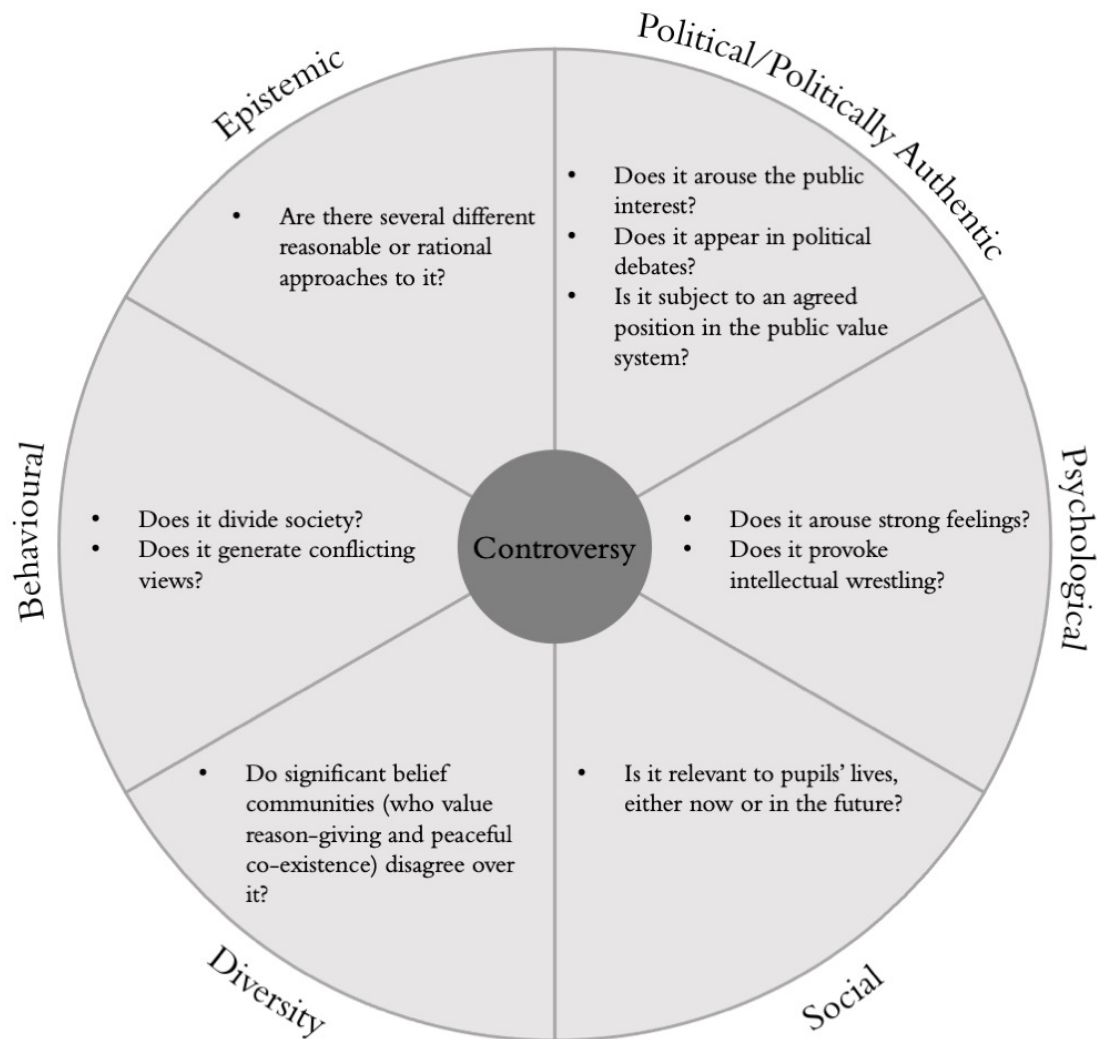 Epistemic
• Are there several different
reasonable or rational
approaches to it?
Political/Politically Authentic
• Does it arouse the public
interest?
• Does it appear in political
debates?
• Is it subject to an agreed
position in the public value
system?
Behavioural
• Does it divide society?
• Does it generate conflicting
views?
Controversy
Psychological
• Does it arouse strong feelings?
• Does it provoke
intellectual wrestling?
Diversity
• Do significant belief
communities (who value
reason-giving and peaceful
co-existence) disagree over
it?
Social
• Is it relevant to pupils’ lives,
either now or in the future?